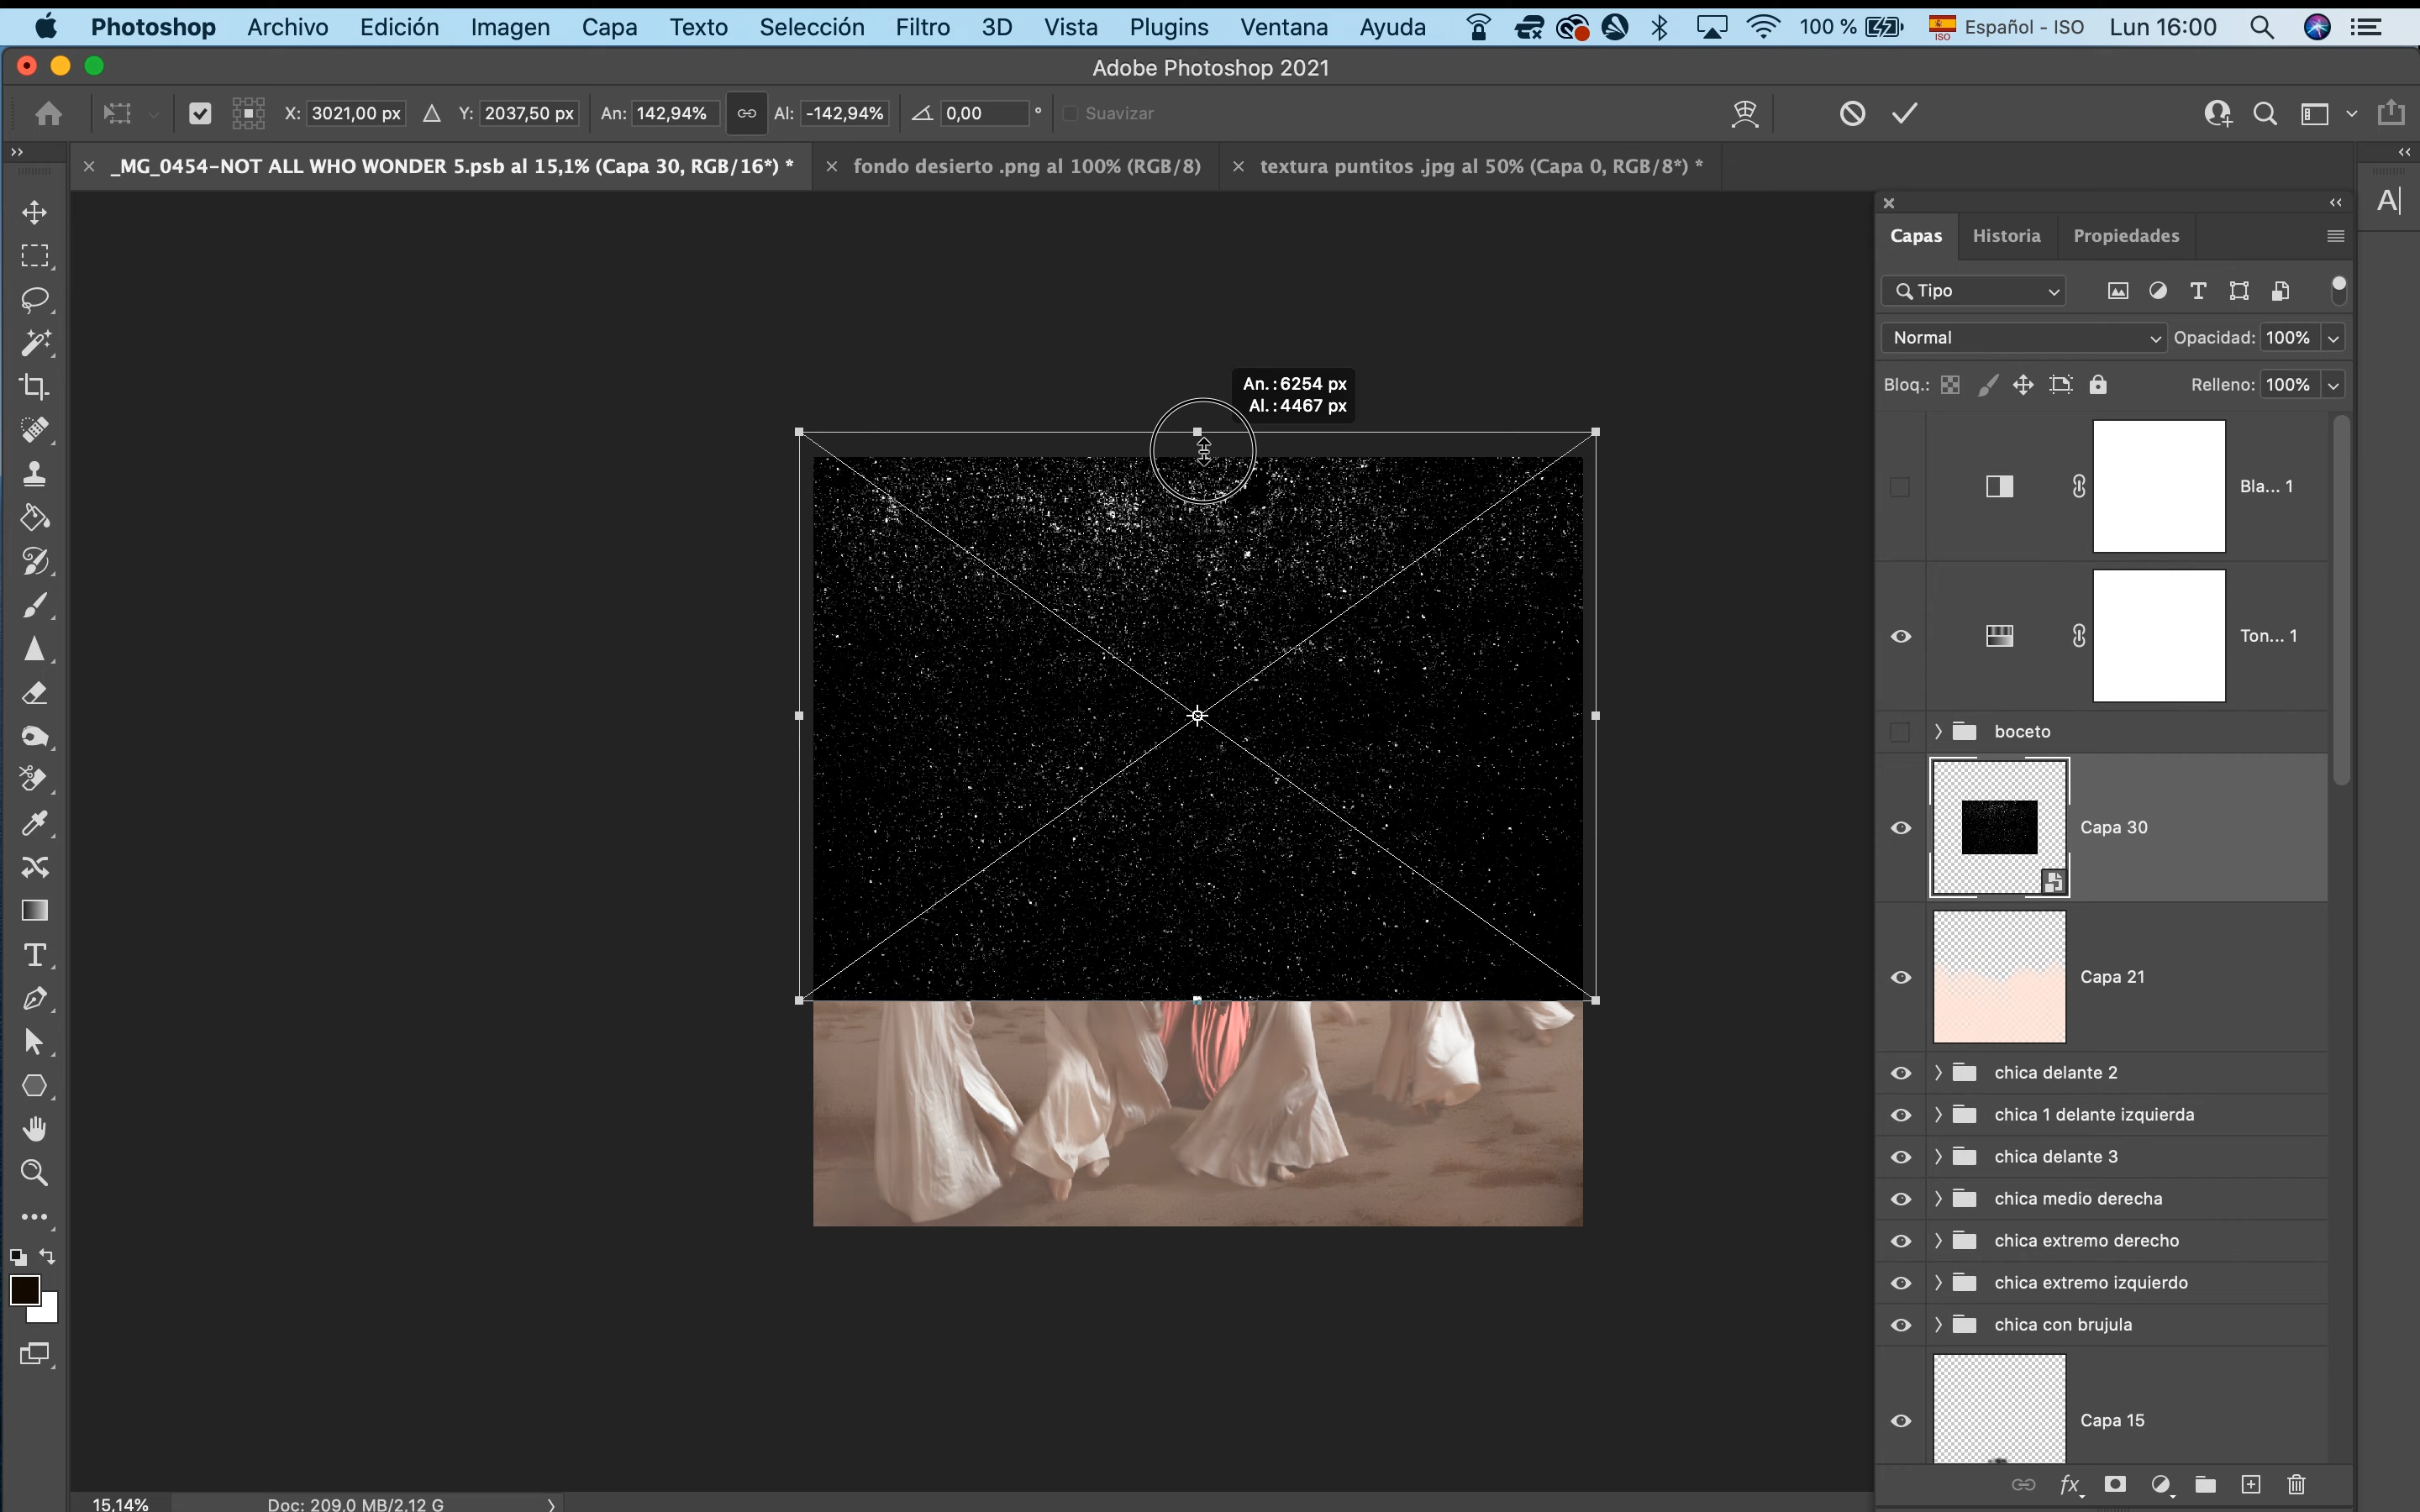 Photoshop Archivo Edición Imagen Capa Texto Selección Filtro 3D Vista Plugins Ventana Ayuda 100 % ISO Español - ISO Lun 16:00
Adobe Photoshop 2021
X: 3021,00 px Y: 2037,50 px An: 142,94% Al: -142,94% 0,00 ° Suavizar
_MG_0454-NOT ALL WHO WONDER 5.psb al 15,1% (Capa 30, RGB/16*) * fondo desierto .png al 100% (RGB/8) textura puntitos .jpg al 50% (Capa 0, RGB/8*) *
Capas Historia Propiedades
Tipo
Normal Opacidad: 100%
Bloq.: Relleno: 100%
An.: 6254 px
Al.: 4467 px
Bla... 1
Ton... 1
boceto
Capa 30
Capa 21
chica delante 2
chica 1 delante izquierda
chica delante 3
chica medio derecha
chica extremo derecho
chica extremo izquierdo
chica con brujula
Capa 15
fx
15,14% Doc: 209,0 MB/2,12 G